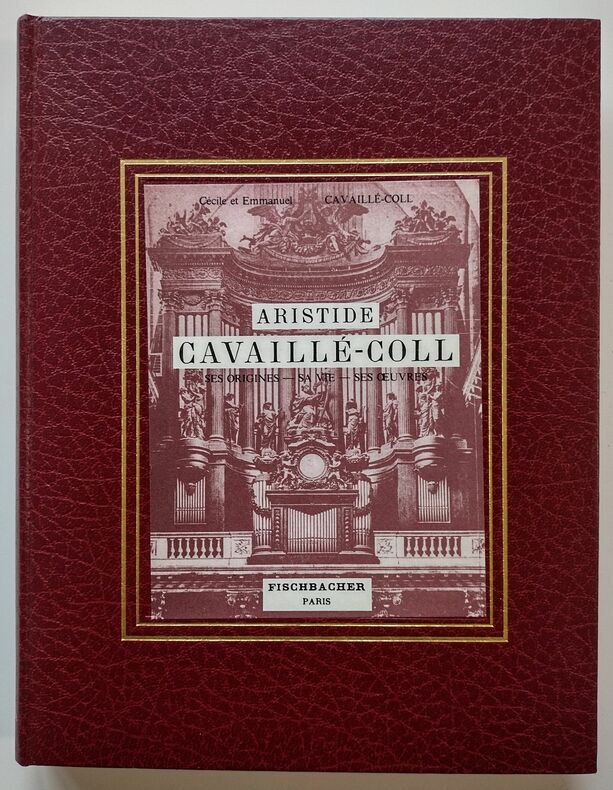 Cécile et Emmanuel CAVAILLÉ-COLL
ARISTIDE
CAVAILLÉ-COLL
SES ORIGINES — SA VIE — SES ŒUVRES
FISCHBACHER
PARIS